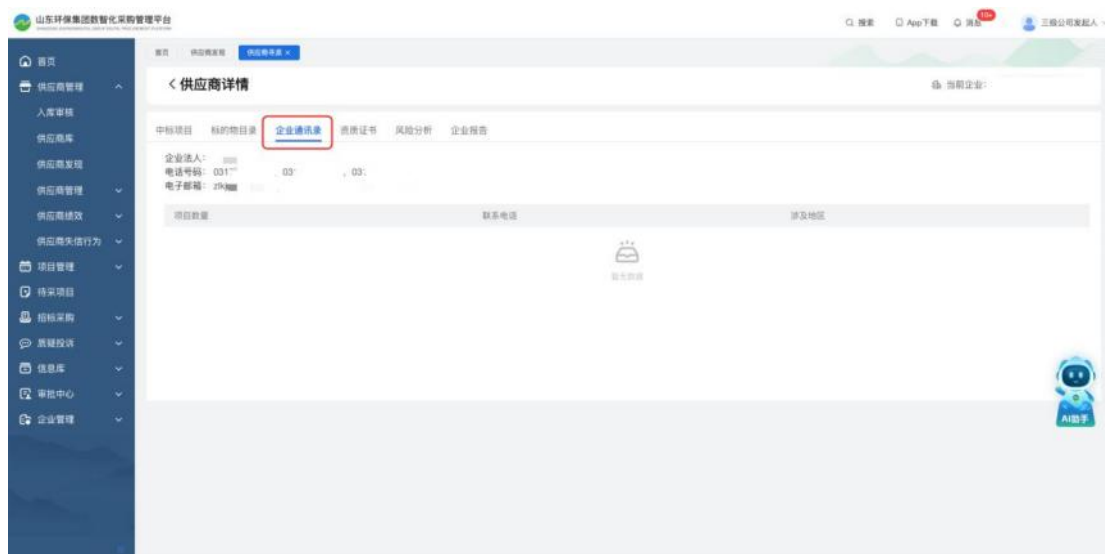 山东环保集团数智化采购管理平台
搜索
App下载
消息
10+
三级公司发起人
首页
供应商管理
入库审核
供应商库
供应商发现
供应商管理
供应商绩效
供应商失信行为
项目管理
待采项目
招标采购
质疑投诉
信息库
审批中心
企业管理
首页
供应商发现
供应商寻源 ×
供应商详情
当前企业:
中标项目
标的物目录
企业通讯录
资质证书
风险分析
企业报告
企业法人:
电话号码: 031
, 03
, 03
电子邮箱:
项目数量
联系电话
涉及地区
暂无数据
AI助手